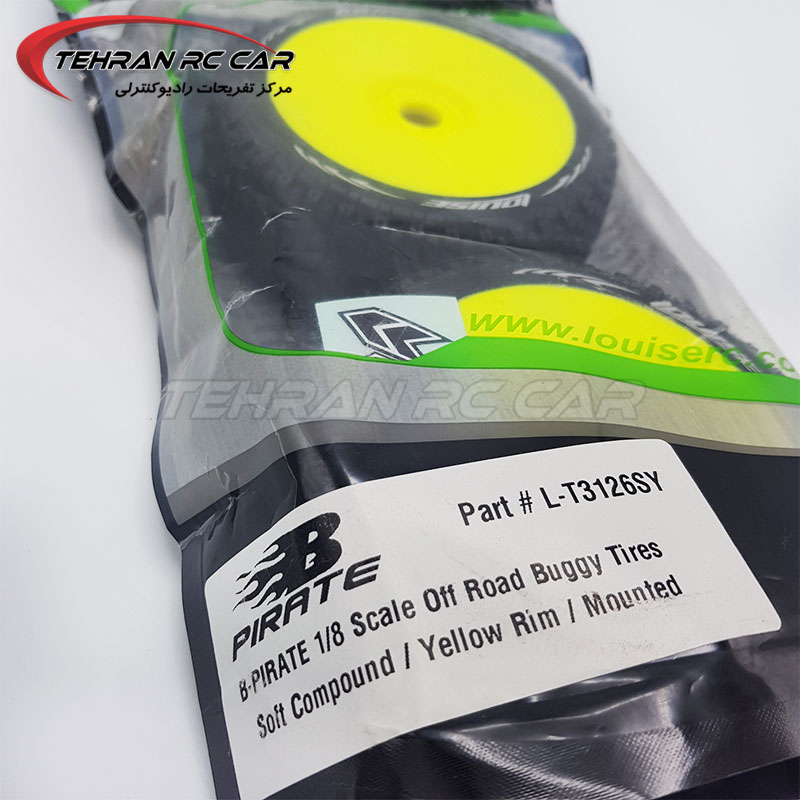 TEHRAN RC CAR
مرکز تفریحات رادیوکنترلی
LOUISE
www.louiserc.co
TEHRAN RC CAR
Part # L-T3126SY
B
PIRATE
B-PIRATE 1/8 Scale Off Road Buggy Tires
Soft Compound / Yellow Rim / Mounted